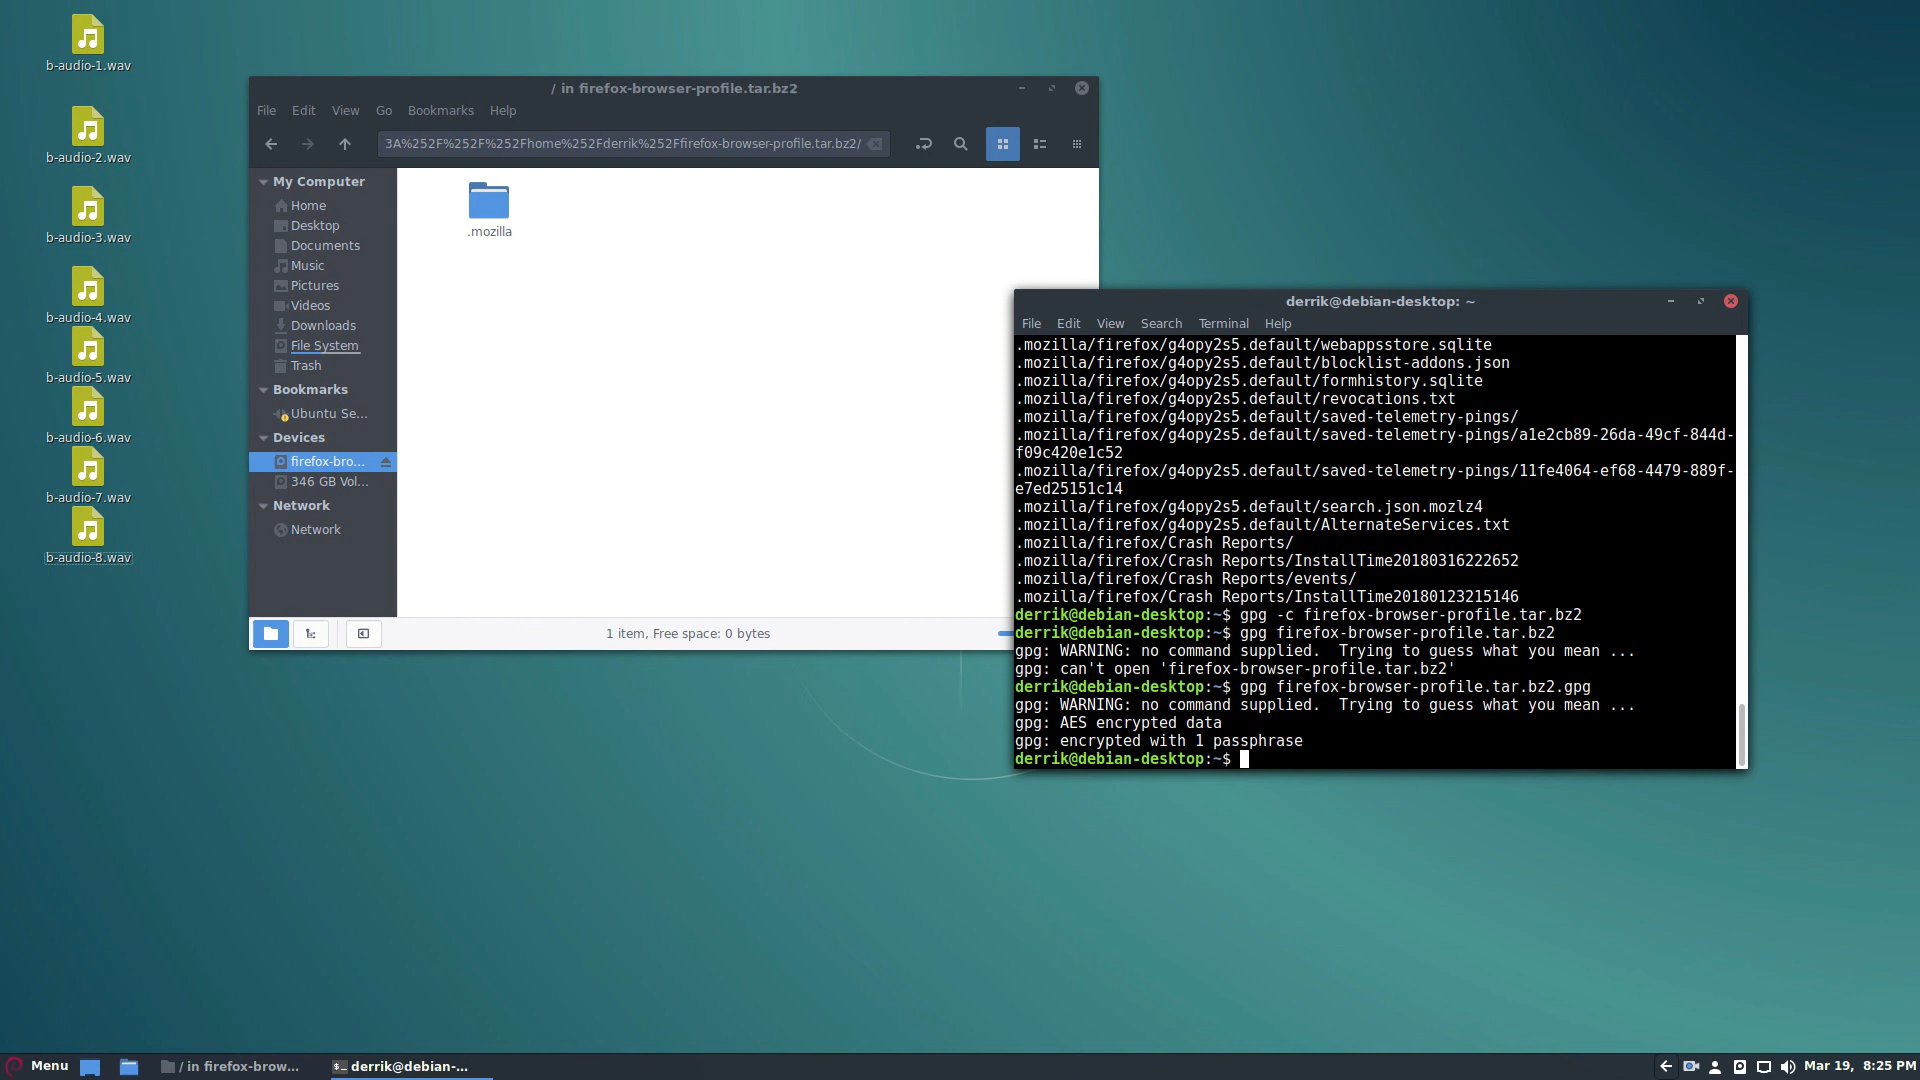 b-audio-1.wav
b-audio-2.wav
b-audio-3.wav
b-audio-4.wav
b-audio-5.wav
b-audio-6.wav
b-audio-7.wav
b-audio-8.wav
/ in firefox-browser-profile.tar.bz2
File Edit View Go Bookmarks Help
3A%252F%252F%252Fhome%252Fderrik%252Ffirefox-browser-profile.tar.bz2/
My Computer
Home
Desktop
Documents
Music
Pictures
Videos
Downloads
File System
Trash
Bookmarks
Ubuntu Se...
Devices
firefox-bro...
346 GB Vol...
Network
Network
.mozilla
1 item, Free space: 0 bytes
derrik@debian-desktop: ~
File Edit View Search Terminal Help
.mozilla/firefox/g4opy2s5.default/webappsstore.sqlite
.mozilla/firefox/g4opy2s5.default/blocklist-addons.json
.mozilla/firefox/g4opy2s5.default/formhistory.sqlite
.mozilla/firefox/g4opy2s5.default/revocations.txt
.mozilla/firefox/g4opy2s5.default/saved-telemetry-pings/
.mozilla/firefox/g4opy2s5.default/saved-telemetry-pings/a1e2cb89-26da-49cf-844d-
f09c420e1c52
.mozilla/firefox/g4opy2s5.default/saved-telemetry-pings/11fe4064-ef68-4479-889f-
e7ed25151c14
.mozilla/firefox/g4opy2s5.default/search.json.mozlz4
.mozilla/firefox/g4opy2s5.default/AlternateServices.txt
.mozilla/firefox/Crash Reports/
.mozilla/firefox/Crash Reports/InstallTime20180316222652
.mozilla/firefox/Crash Reports/events/
.mozilla/firefox/Crash Reports/InstallTime20180123215146
derrik@debian-desktop:~$ gpg -c firefox-browser-profile.tar.bz2
derrik@debian-desktop:~$ gpg firefox-browser-profile.tar.bz2
gpg: WARNING: no command supplied.  Trying to guess what you mean ...
gpg: can't open 'firefox-browser-profile.tar.bz2'
derrik@debian-desktop:~$ gpg firefox-browser-profile.tar.bz2.gpg
gpg: WARNING: no command supplied.  Trying to guess what you mean ...
gpg: AES encrypted data
gpg: encrypted with 1 passphrase
derrik@debian-desktop:~$
Menu / in firefox-brow... derrik@debian-... Mar 19, 8:25 PM